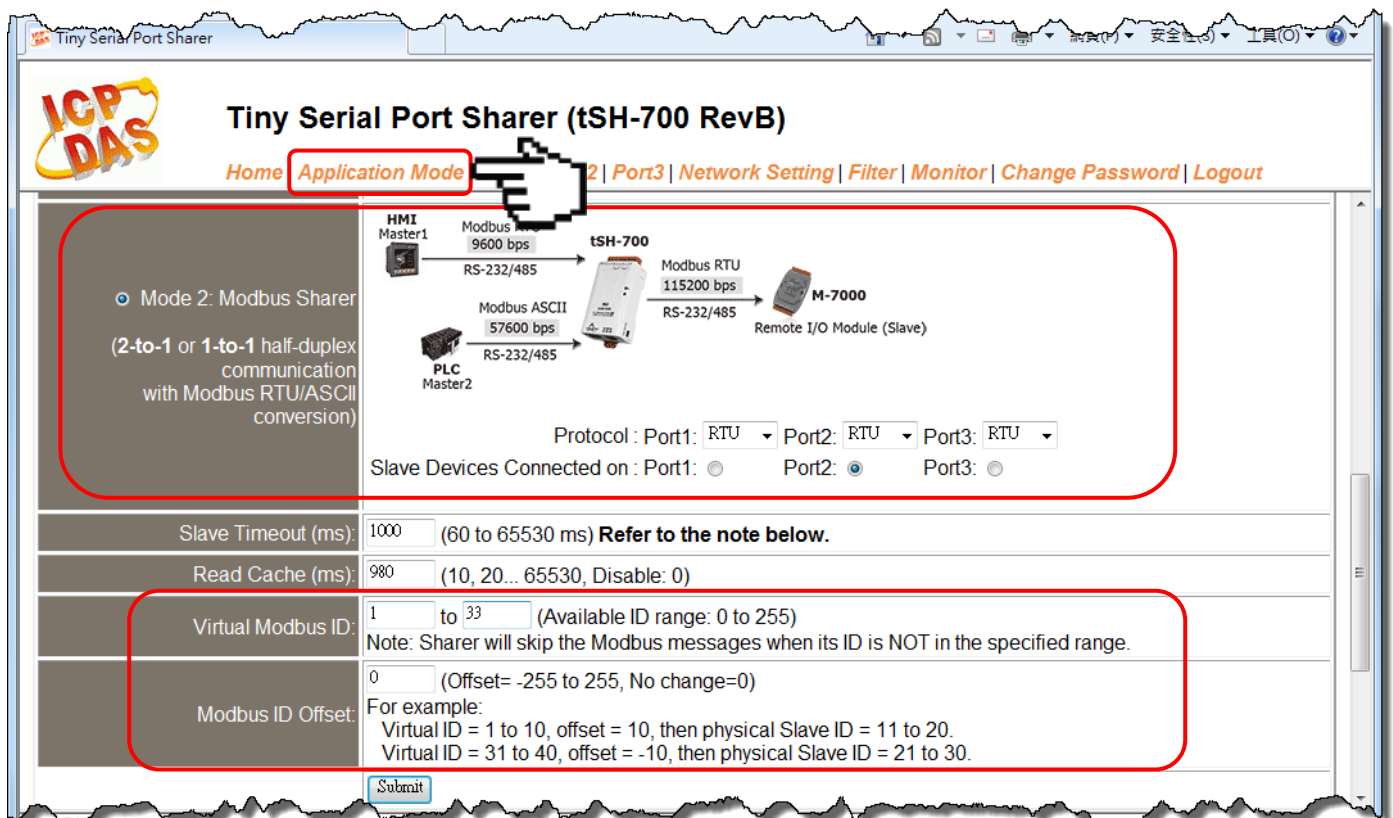 Tiny Serial Port Sharer
安全性(S)
工具(O)
ICP
DAS
Tiny Serial Port Sharer (tSH-700 RevB)
Home Application Mode 2 | Port3 | Network Setting | Filter | Monitor | Change Password | Logout
HMI
Master1
Modbus
9600 bps
RS-232/485
tSH-700
Modbus RTU
115200 bps
RS-232/485
M-7000
Remote I/O Module (Slave)
Modbus ASCII
57600 bps
RS-232/485
PLC
Master2
Mode 2: Modbus Sharer
(2-to-1 or 1-to-1 half-duplex
communication
with Modbus RTU/ASCII
conversion)
Protocol : Port1: RTU Port2: RTU Port3: RTU
Slave Devices Connected on : Port1: Port2: Port3:
Slave Timeout (ms): 1000 (60 to 65530 ms) Refer to the note below.
Read Cache (ms): 980 (10, 20... 65530, Disable: 0)
Virtual Modbus ID: 1 to 33 (Available ID range: 0 to 255)
Note: Sharer will skip the Modbus messages when its ID is NOT in the specified range.
Modbus ID Offset: 0 (Offset= -255 to 255, No change=0)
For example:
Virtual ID = 1 to 10, offset = 10, then physical Slave ID = 11 to 20.
Virtual ID = 31 to 40, offset = -10, then physical Slave ID = 21 to 30.
Submit